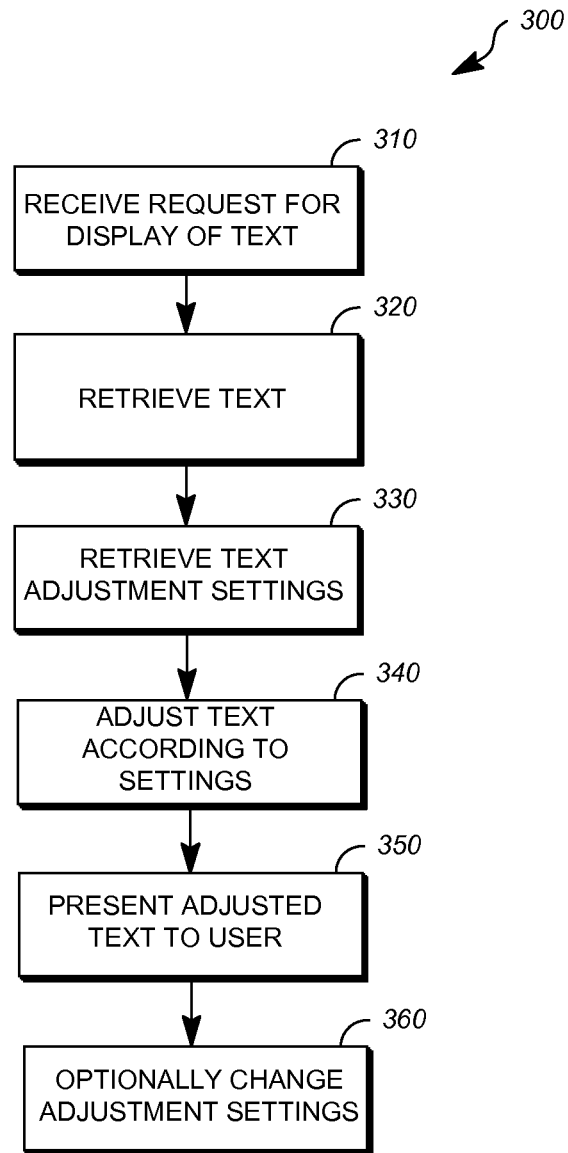 300
310
RECEIVE REQUEST FOR
DISPLAY OF TEXT
320
RETRIEVE TEXT
330
RETRIEVE TEXT
ADJUSTMENT SETTINGS
340
ADJUST TEXT
ACCORDING TO
SETTINGS
350
PRESENT ADJUSTED
TEXT TO USER
360
OPTIONALLY CHANGE
ADJUSTMENT SETTINGS